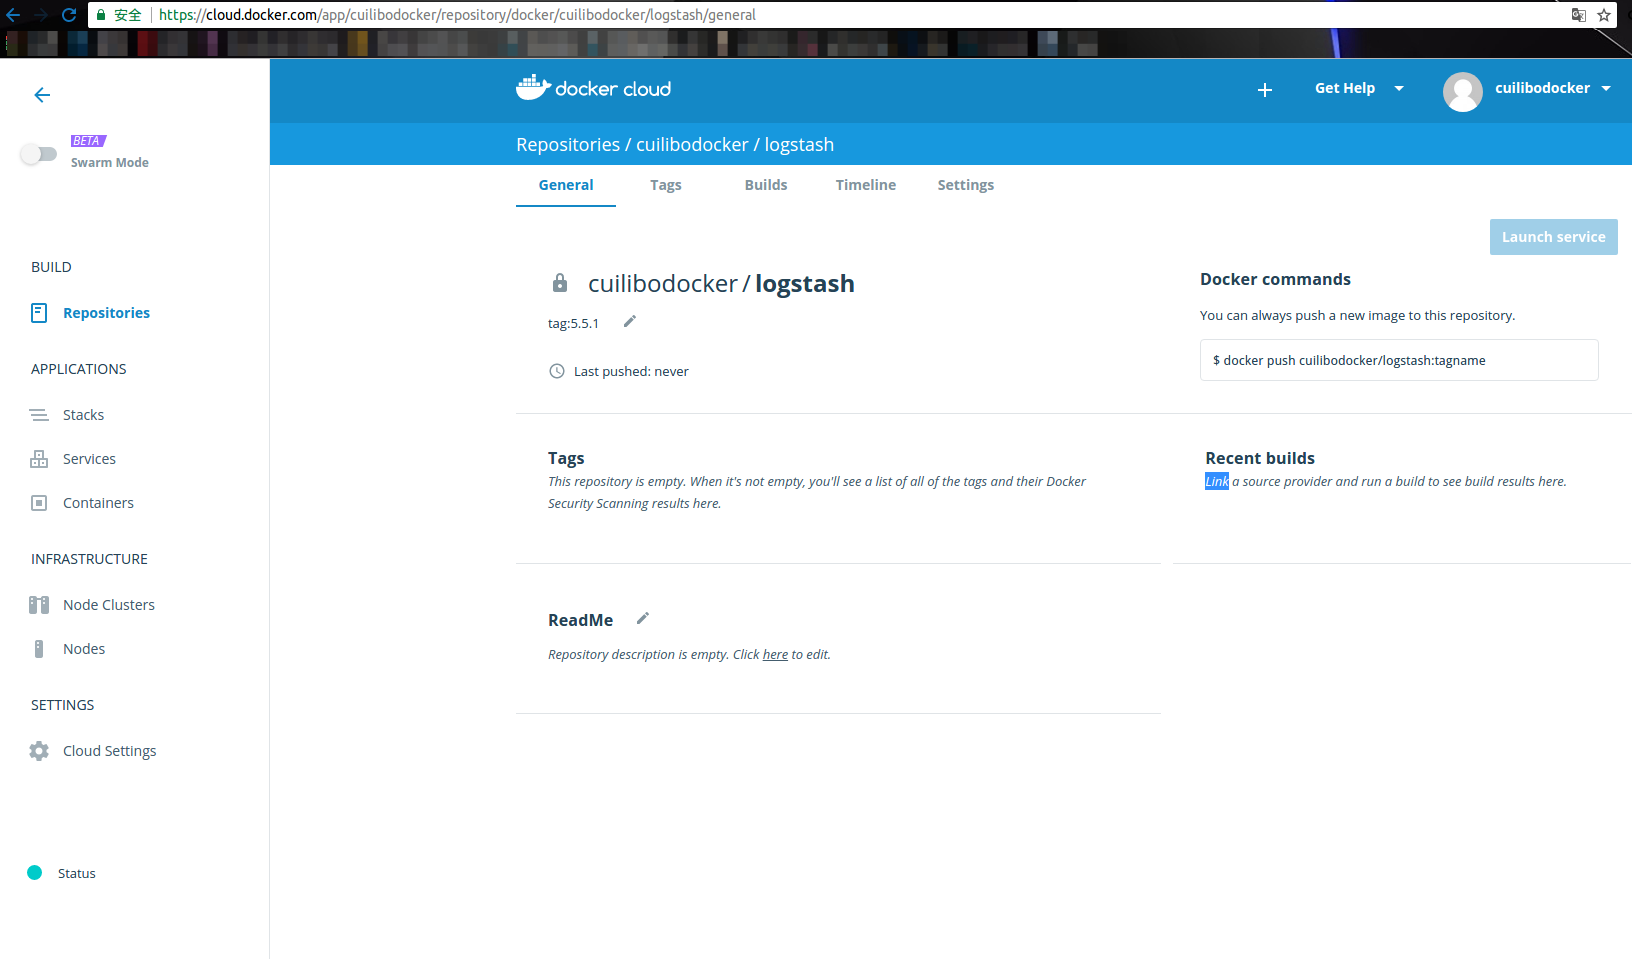 安全 https://cloud.docker.com/app/cuilibodocker/repository/docker/cuilibodocker/logstash/general
docker cloud
Get Help
cuilibodocker
BETA
Swarm Mode
Repositories / cuilibodocker / logstash
General Tags Builds Timeline Settings
Launch service
BUILD
Repositories
APPLICATIONS
Stacks
Services
Containers
INFRASTRUCTURE
Node Clusters
Nodes
SETTINGS
Cloud Settings
Status
cuilibodocker / logstash
tag:5.5.1
Last pushed: never
Docker commands
You can always push a new image to this repository.
$ docker push cuilibodocker/logstash:tagname
Tags
This repository is empty. When it's not empty, you'll see a list of all of the tags and their Docker
Security Scanning results here.
Recent builds
Link a source provider and run a build to see build results here.
ReadMe
Repository description is empty. Click here to edit.